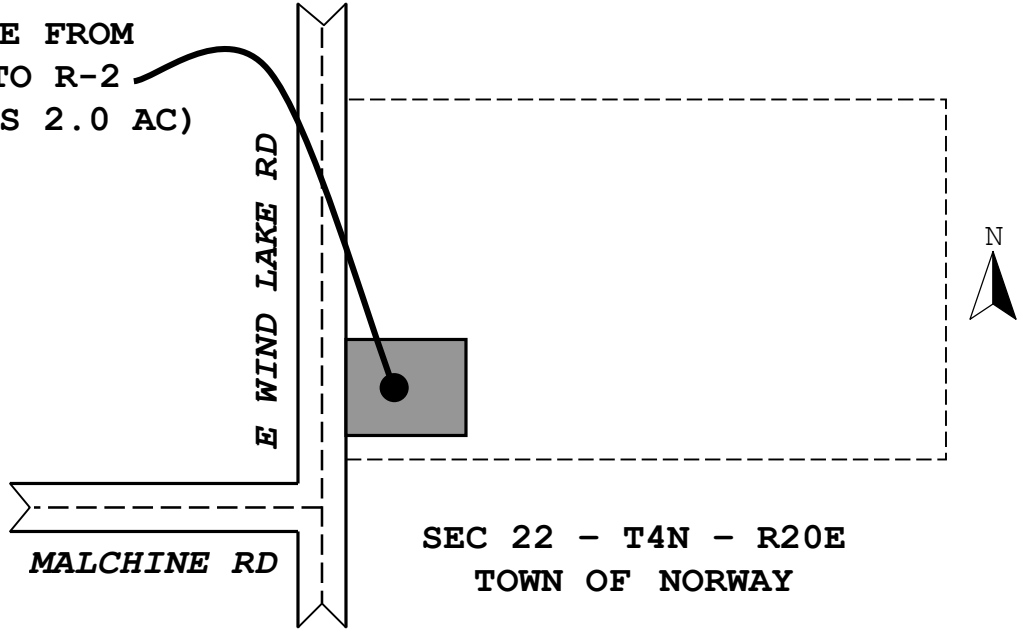 E FROM
TO R-2
S 2.0 AC)
E WIND LAKE RD
N
MALCHINE RD
SEC 22 - T4N - R20E
TOWN OF NORWAY